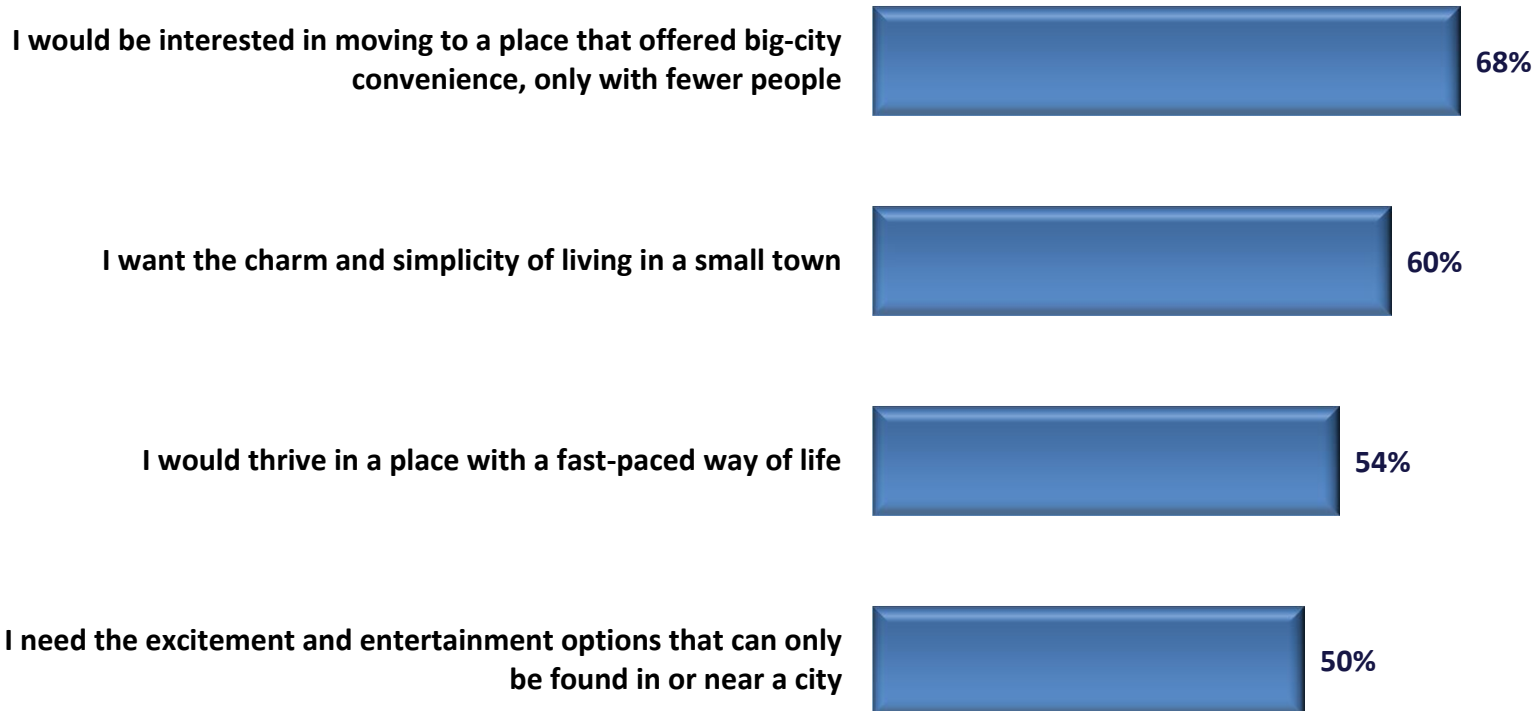 I would be interested in moving to a place that offered big-city
convenience, only with fewer people
68%
I want the charm and simplicity of living in a small town
60%
I would thrive in a place with a fast-paced way of life
54%
I need the excitement and entertainment options that can only
be found in or near a city
50%